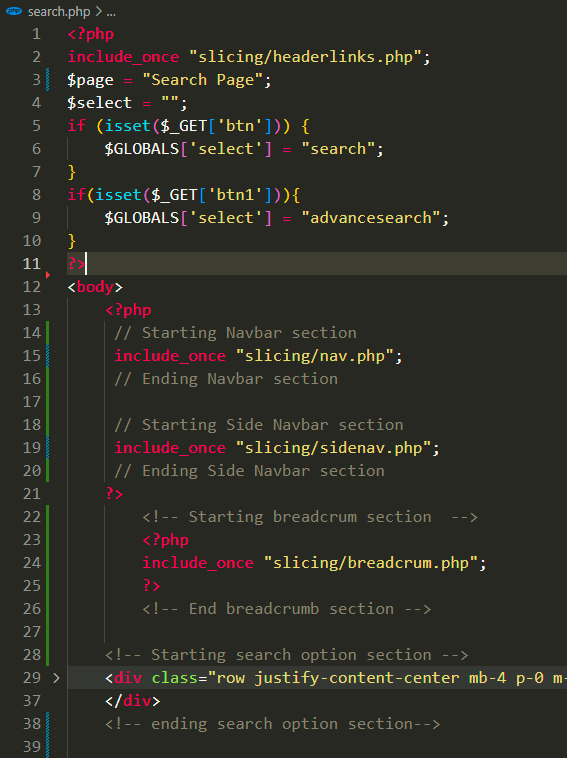 search.php > ...
1 <?php
2 include_once "slicing/headerlinks.php";
3 $page = "Search Page";
4 $select = "";
5 if (isset($_GET['btn'])) {
6 $GLOBALS['select'] = "search";
7 }
8 if(isset($_GET['btn1'])){
9 $GLOBALS['select'] = "advancesearch";
10 }
11 ?>
12 <body>
13 <?php
14 // Starting Navbar section
15 include_once "slicing/nav.php";
16 // Ending Navbar section
17
18 // Starting Side Navbar section
19 include_once "slicing/sidenav.php";
20 // Ending Side Navbar section
21 ?>
22 <!-- Starting breadcrum section  -->
23 <?php
24 include_once "slicing/breadcrum.php";
25 ?>
26 <!-- End breadcrumb section -->
27
28 <!-- Starting search option section -->
29 <div class="row justify-content-center mb-4 p-0 m-
37 </div>
38 <!-- ending search option section-->
39